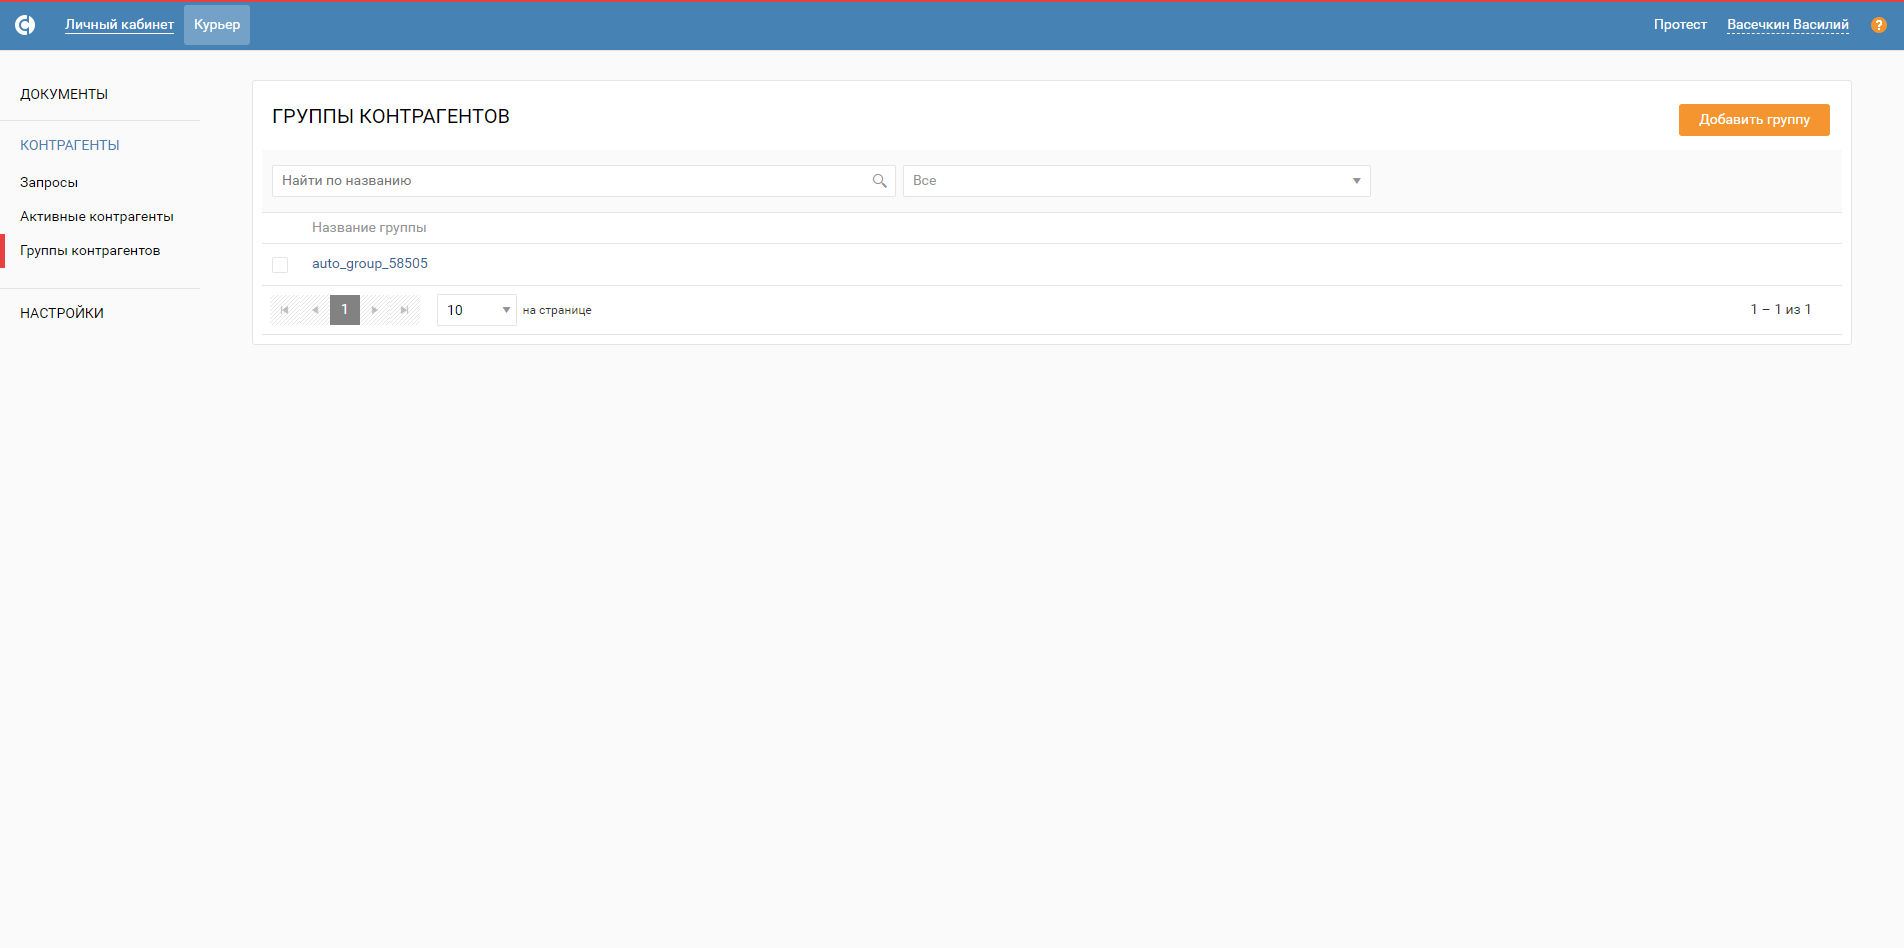 Личный кабинет Курьер Протест Васечкин Василий ?
ДОКУМЕНТЫ
КОНТРАГЕНТЫ
Запросы
Активные контрагенты
Группы контрагентов
НАСТРОЙКИ
ГРУППЫ КОНТРАГЕНТОВ
Добавить группу
Найти по названию Все
Название группы
auto_group_58505
1 10 на странице 1 – 1 из 1